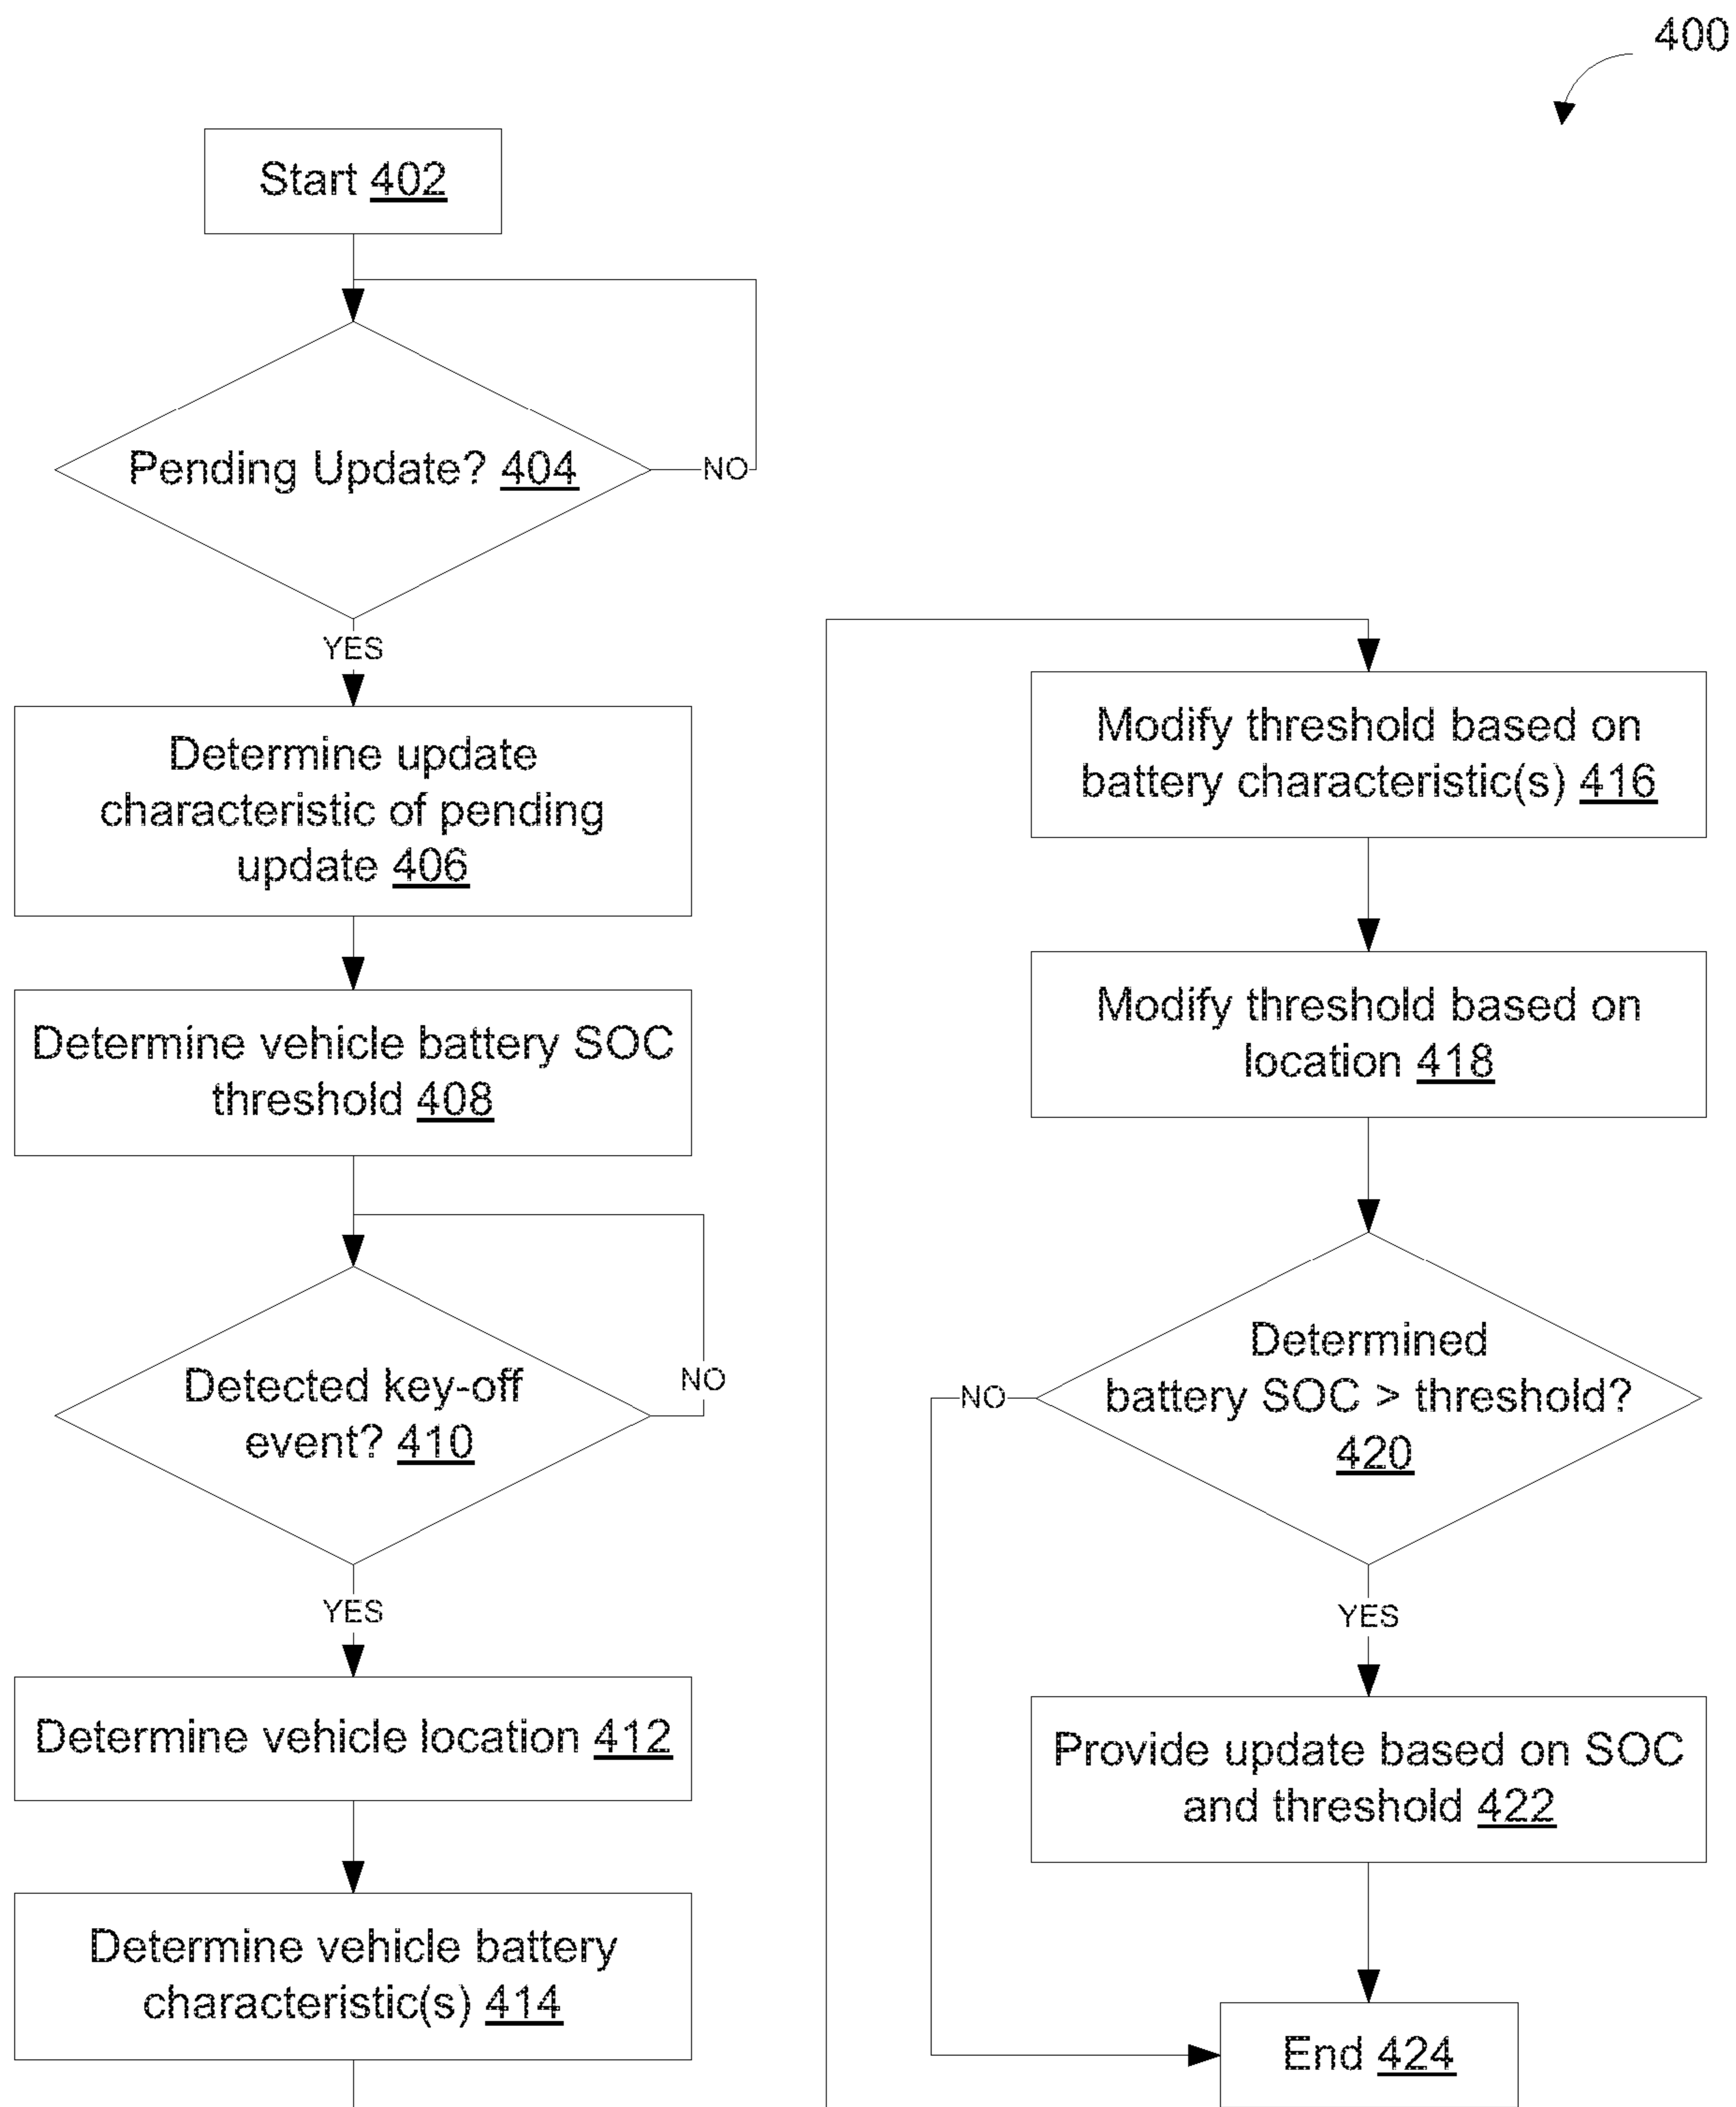 400
Start 402
Pending Update? 404
NO
YES
Determine update
characteristic of pending
update 406
Determine vehicle battery SOC
threshold 408
Detected key-off
event? 410
NO
YES
Determine vehicle location 412
Determine vehicle battery
characteristic(s) 414
Modify threshold based on
battery characteristic(s) 416
Modify threshold based on
location 418
Determined
battery SOC > threshold?
420
NO
YES
Provide update based on SOC
and threshold 422
End 424